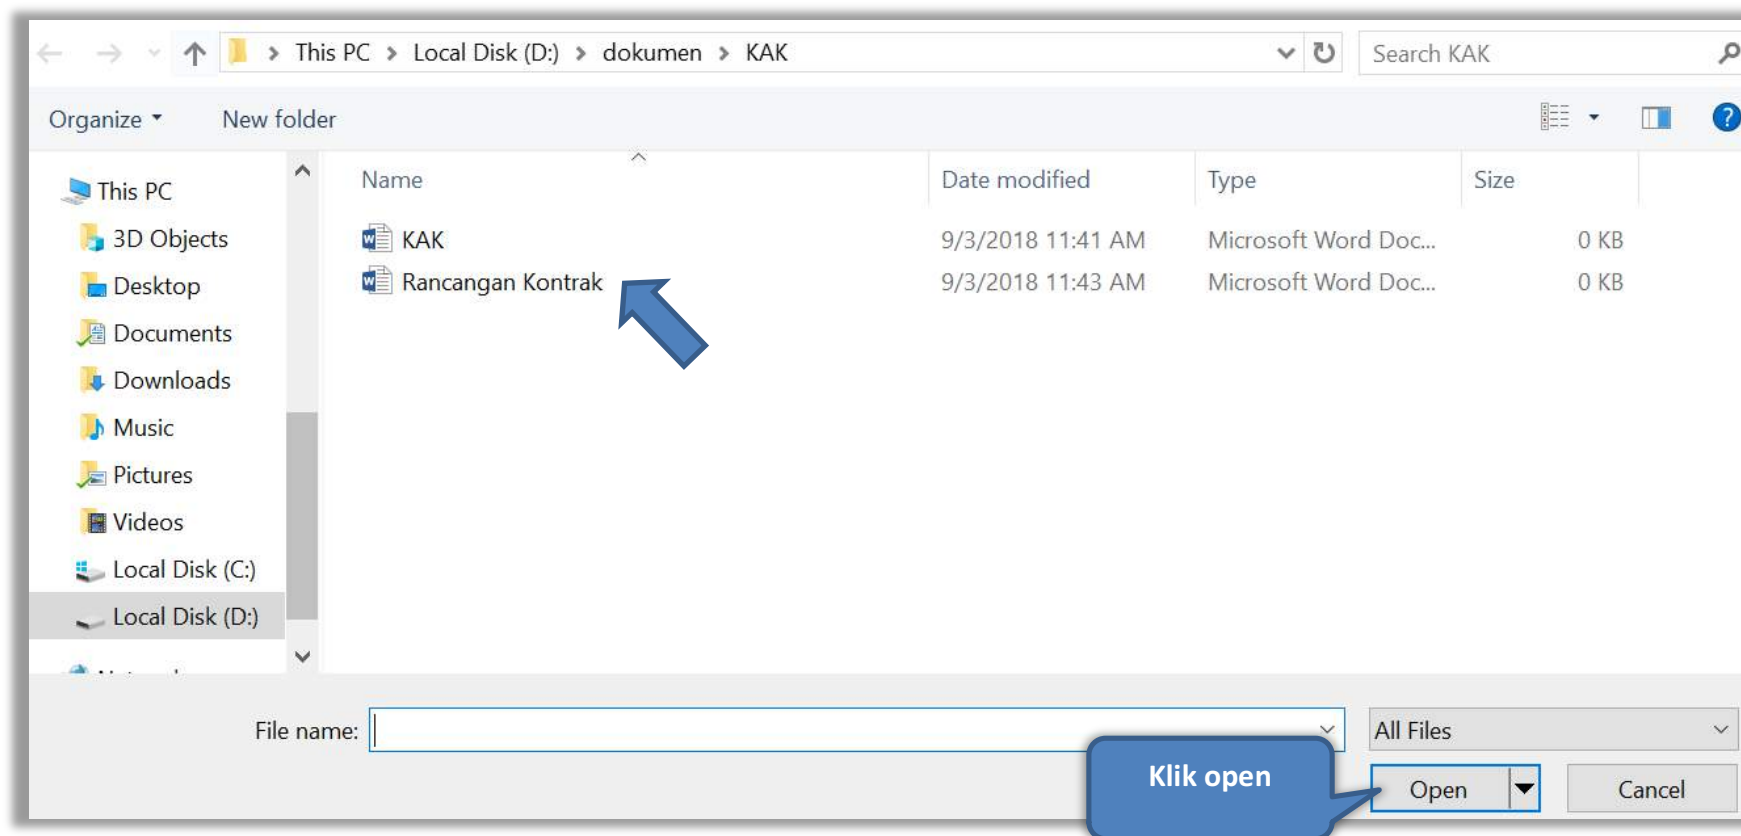 This PC > Local Disk (D:) > dokumen > KAK
Search KAK
Organize
New folder
Name
Date modified
Type
Size
KAK
9/3/2018 11:41 AM
Microsoft Word Doc...
0 KB
Rancangan Kontrak
9/3/2018 11:43 AM
Microsoft Word Doc...
0 KB
This PC
3D Objects
Desktop
Documents
Downloads
Music
Pictures
Videos
Local Disk (C:)
Local Disk (D:)
File name:
All Files
Klik open
Open
Cancel